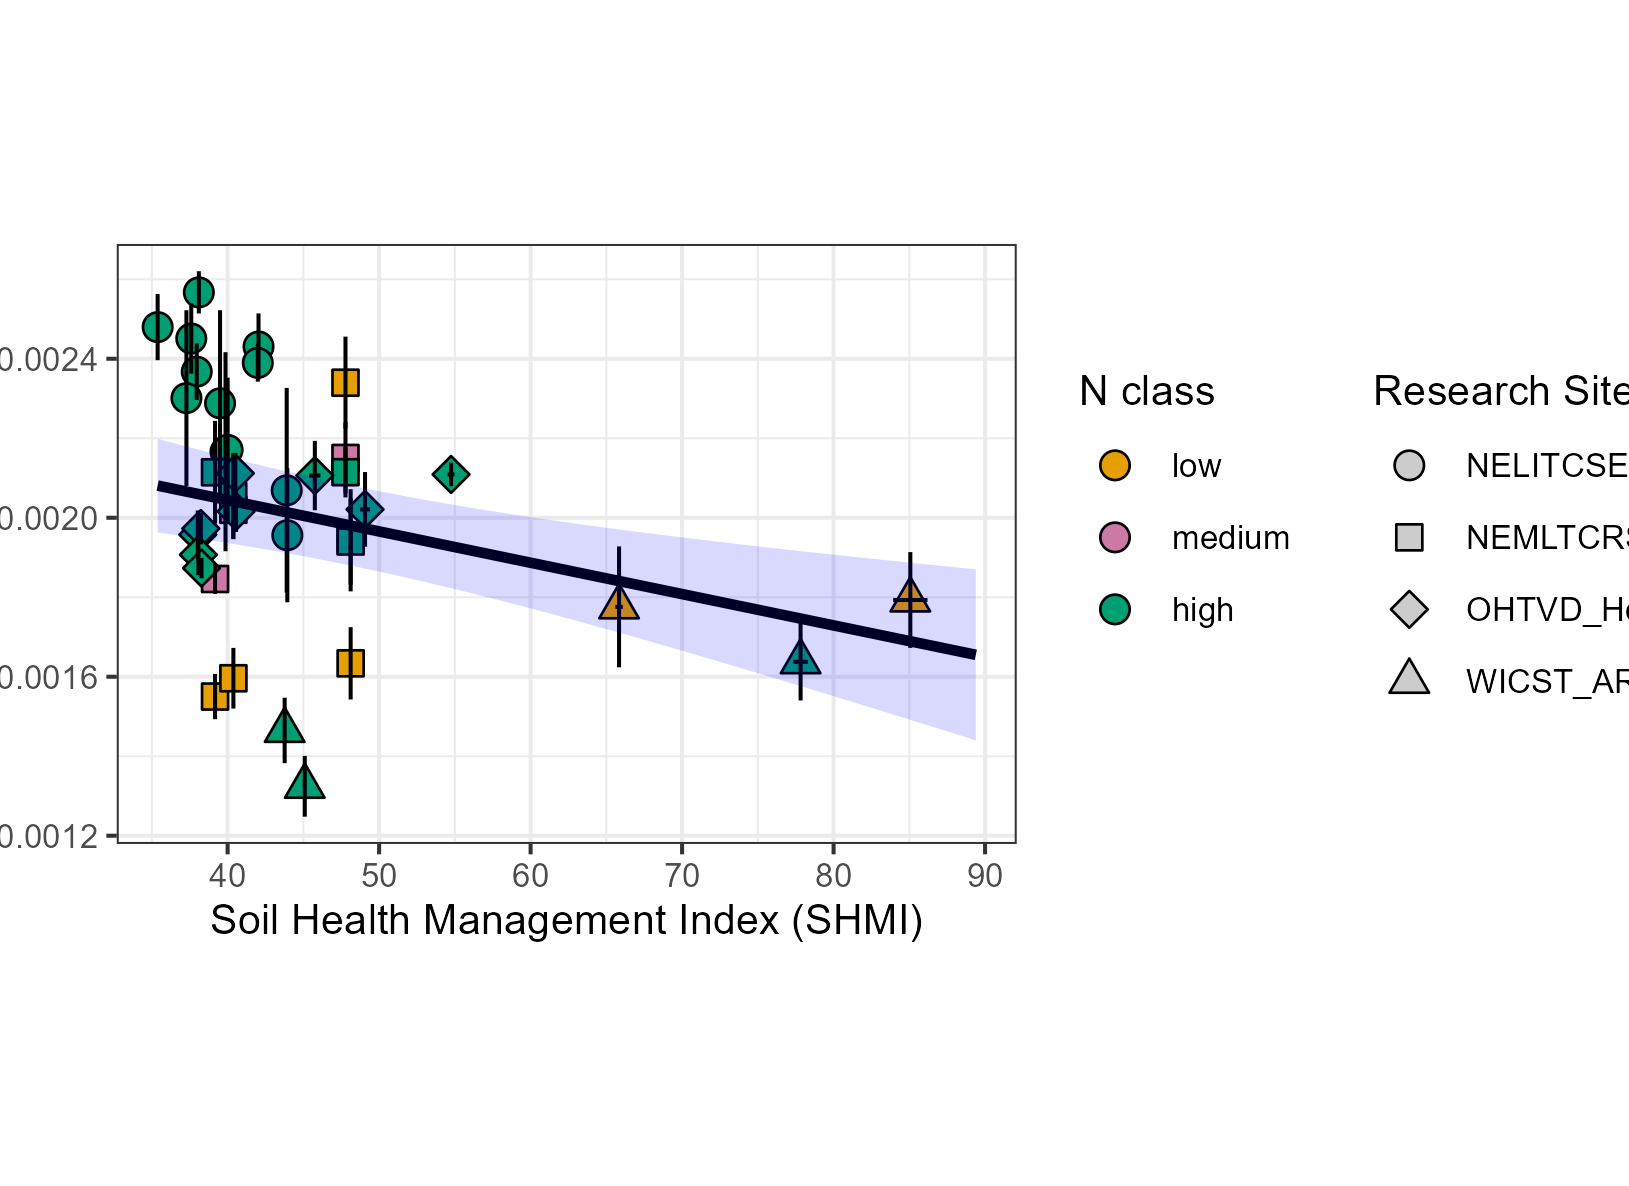 0.0024
0.0020
0.0016
0.0012
40 50 60 70 80 90
Soil Health Management Index (SHMI)
N class
low
medium
high
Research Site
NELITCSE
NEMLTCRS
OHTVD_Ho
WICST_AR